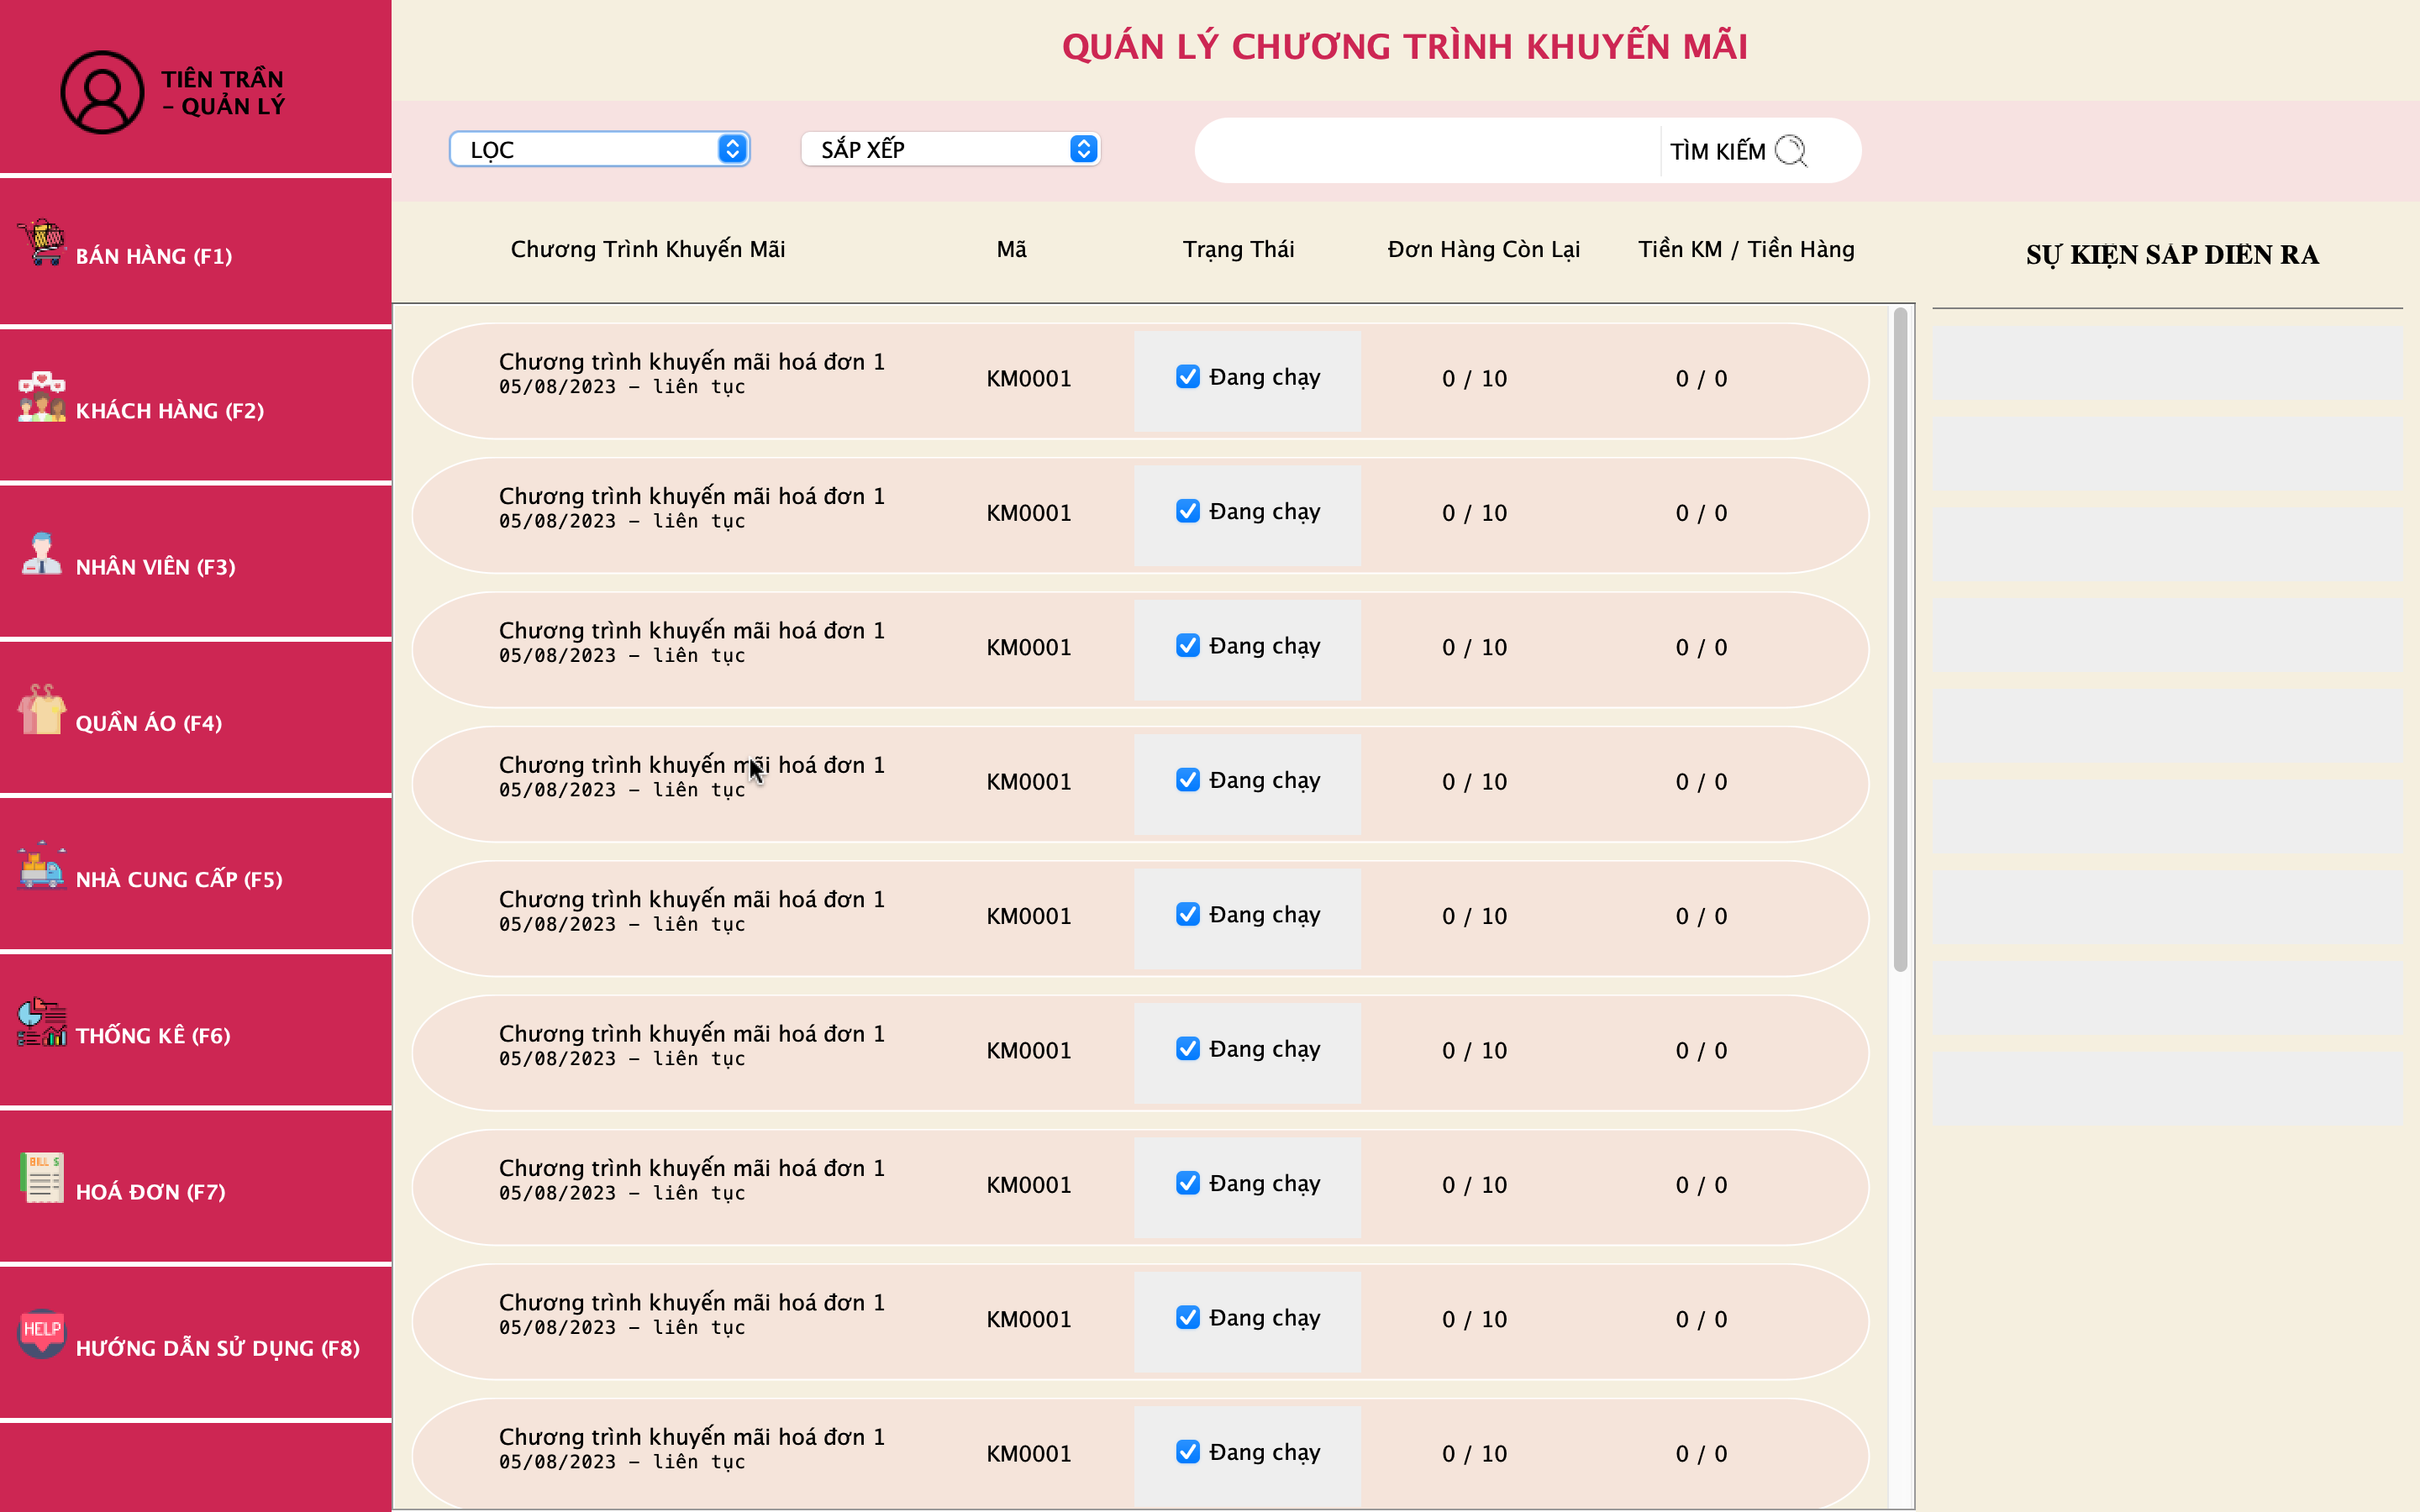 TIÊN TRẦN
– QUẢN LÝ
BÁN HÀNG (F1)
KHÁCH HÀNG (F2)
NHÂN VIÊN (F3)
QUẦN ÁO (F4)
NHÀ CUNG CẤP (F5)
THỐNG KÊ (F6)
BILL $
HOÁ ĐƠN (F7)
HELP
HƯỚNG DẪN SỬ DỤNG (F8)
QUÁN LÝ CHƯƠNG TRÌNH KHUYẾN MÃI
LỌC
SẮP XẾP
TÌM KIẾM
Chương Trình Khuyến Mãi Mã Trạng Thái Đơn Hàng Còn Lại Tiền KM / Tiền Hàng
Chương trình khuyến mãi hoá đơn 1
05/08/2023 – liên tục
KM0001 Đang chạy 0 / 10 0 / 0
Chương trình khuyến mãi hoá đơn 1
05/08/2023 – liên tục
KM0001 Đang chạy 0 / 10 0 / 0
Chương trình khuyến mãi hoá đơn 1
05/08/2023 – liên tục
KM0001 Đang chạy 0 / 10 0 / 0
Chương trình khuyến mãi hoá đơn 1
05/08/2023 – liên tục
KM0001 Đang chạy 0 / 10 0 / 0
Chương trình khuyến mãi hoá đơn 1
05/08/2023 – liên tục
KM0001 Đang chạy 0 / 10 0 / 0
Chương trình khuyến mãi hoá đơn 1
05/08/2023 – liên tục
KM0001 Đang chạy 0 / 10 0 / 0
Chương trình khuyến mãi hoá đơn 1
05/08/2023 – liên tục
KM0001 Đang chạy 0 / 10 0 / 0
Chương trình khuyến mãi hoá đơn 1
05/08/2023 – liên tục
KM0001 Đang chạy 0 / 10 0 / 0
Chương trình khuyến mãi hoá đơn 1
05/08/2023 – liên tục
KM0001 Đang chạy 0 / 10 0 / 0
SỰ KIỆN SẮP DIỄN RA